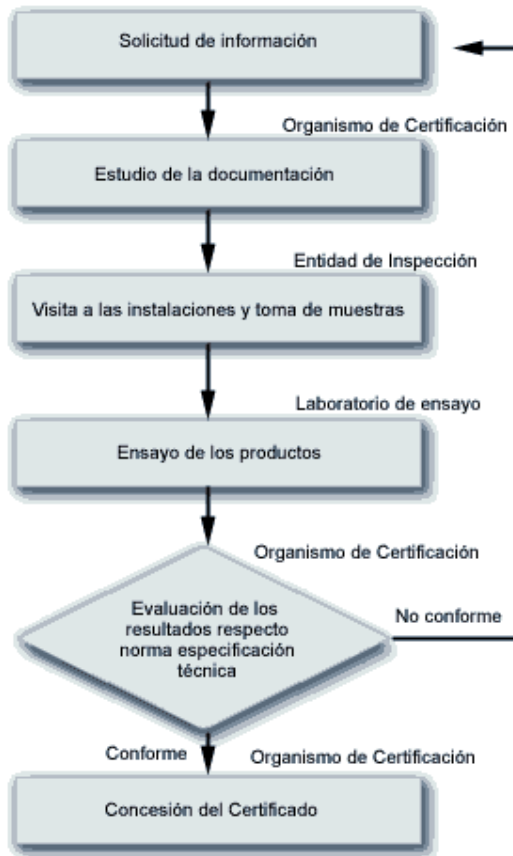 Solicitud de información
Organismo de Certificación
Estudio de la documentación
Entidad de Inspección
Visita a las instalaciones y toma de muestras
Laboratorio de ensayo
Ensayo de los productos
Organismo de Certificación
Evaluación de los
resultados respecto
norma especificación
técnica
No conforme
Conforme
Organismo de Certificación
Concesión del Certificado